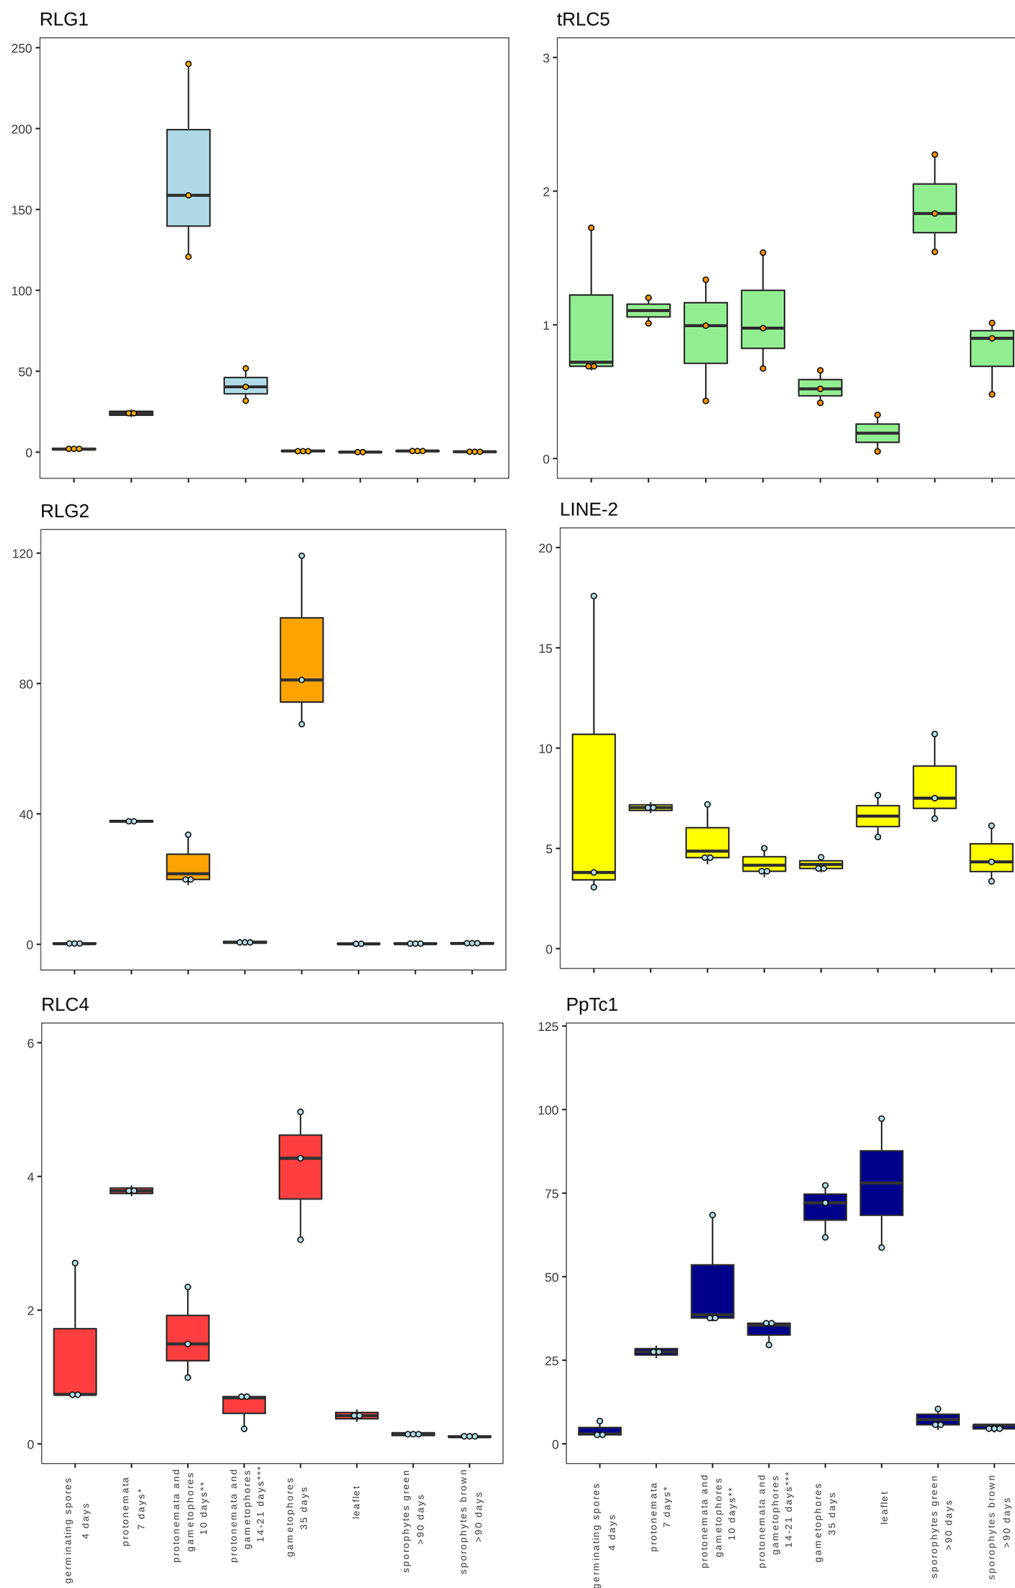 RLG1
250
200
150
100
50
0
tRLC5
3
2
1
0
RLG2
120
80
40
0
LINE-2
20
15
10
5
0
RLC4
6
4
2
0
PpTc1
125
100
75
50
25
0
germinating spores
4 days
protonemata
7 days*
protonemata and
gametophores
10 days**
protonemata and
gametophores
14-21 days***
gametophores
35 days
leaflet
sporophytes green
>90 days
sporophytes brown
>90 days
germinating spores
4 days
protonemata
7 days*
protonemata and
gametophores
10 days**
protonemata and
gametophores
14-21 days***
gametophores
35 days
leaflet
sporophytes green
>90 days
sporophytes brown
>90 days